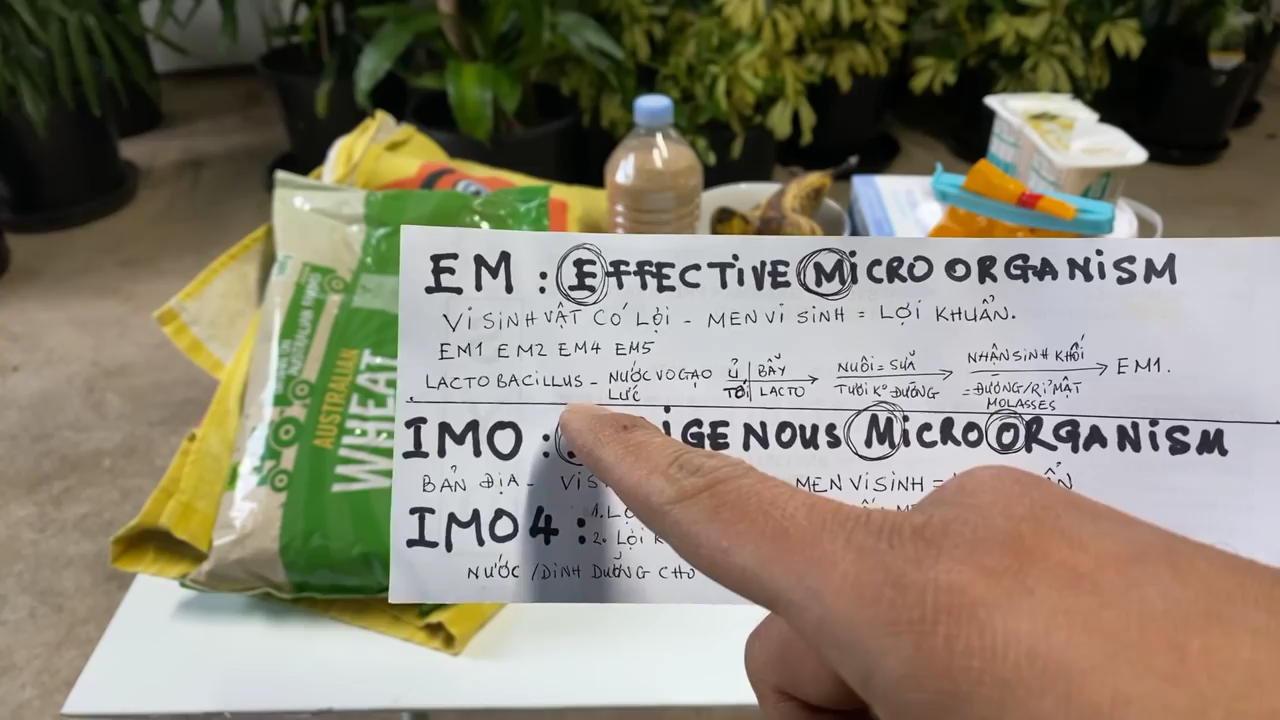 EM : EFFECTIVE MICRO ORGANISM
VI SINH VẬT CÓ LỢI - MEN VI SINH = LỢI KHUẨN.
EM1 EM2 EM4 EM5
LACTO BACILLUS - NƯỚC VO GẠO
LỨC
Ủ
TỐI
BẪY
LACTO
NUÔI = SỮA
TƯƠI Kº ĐƯỜNG
NHÂN SINH KHỐI
= ĐƯỜNG/RỈ MẬT
MOLASSES
EM1.
IMO : IGENOUS MICRO ORGANISM
BẢN ĐỊA - VIS
MEN VI SINH =
IMO4 :
1. LỢ
2. LỢI K
NƯỚC / DINH DƯỠNG CHO
AUSTRALIAN
WHEAT